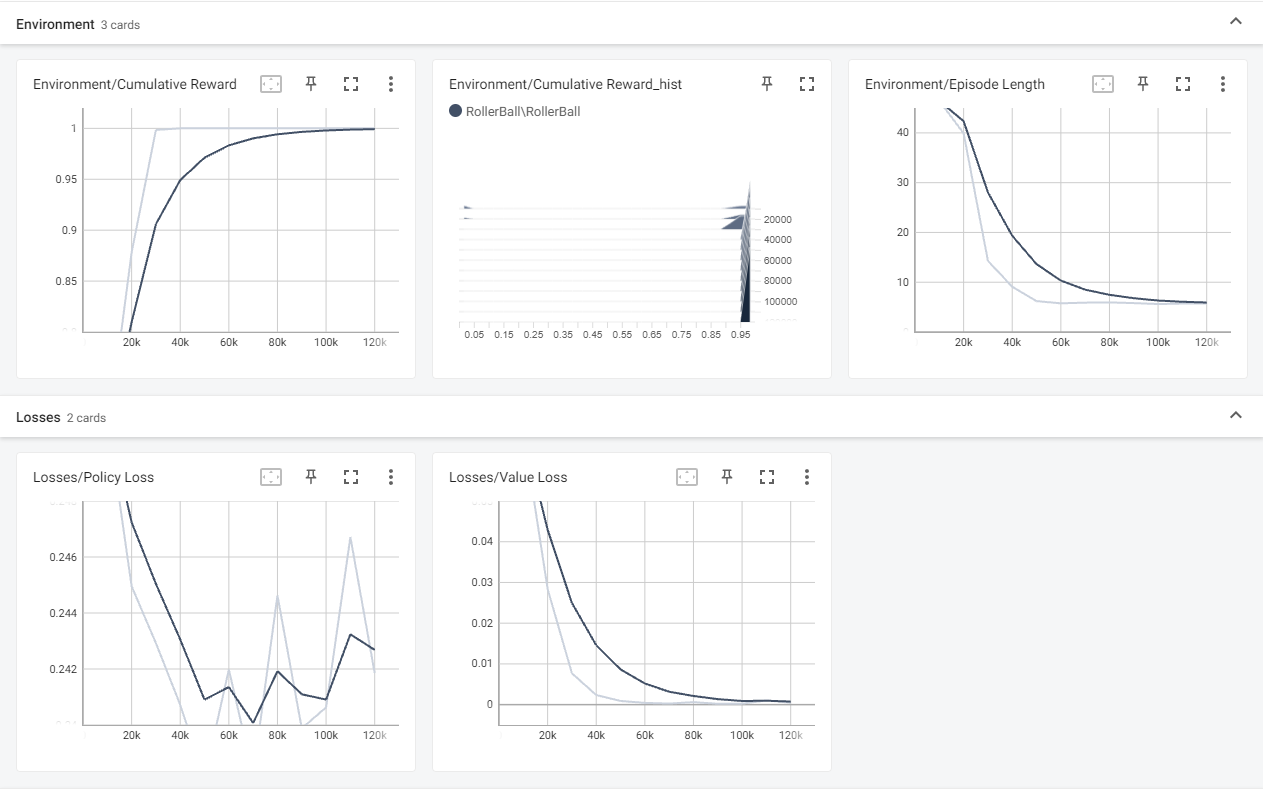 Environment 3 cards
Environment/Cumulative Reward
1
0.95
0.9
0.85
20k 40k 60k 80k 100k 120k
Environment/Cumulative Reward_hist
RollerBall\RollerBall
20000
40000
60000
80000
100000
0.05 0.15 0.25 0.35 0.45 0.55 0.65 0.75 0.85 0.95
Environment/Episode Length
40
30
20
10
20k 40k 60k 80k 100k 120k
Losses 2 cards
Losses/Policy Loss
0.246
0.244
0.242
20k 40k 60k 80k 100k 120k
Losses/Value Loss
0.04
0.03
0.02
0.01
0
20k 40k 60k 80k 100k 120k